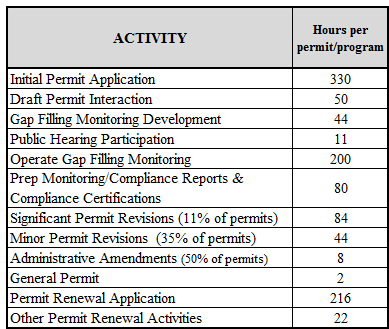 ACTIVITY
Hours per
permit/program
Initial Permit Application 330
Draft Permit Interaction 50
Gap Filling Monitoring Development 44
Public Hearing Participation 11
Operate Gap Filling Monitoring 200
Prep Monitoring/Compliance Reports &
Compliance Certifications 80
Significant Permit Revisions (11% of permits) 84
Minor Permit Revisions (35% of permits) 44
Administrative Amendments (50% of permits) 8
General Permit 2
Permit Renewal Application 216
Other Permit Renewal Activities 22